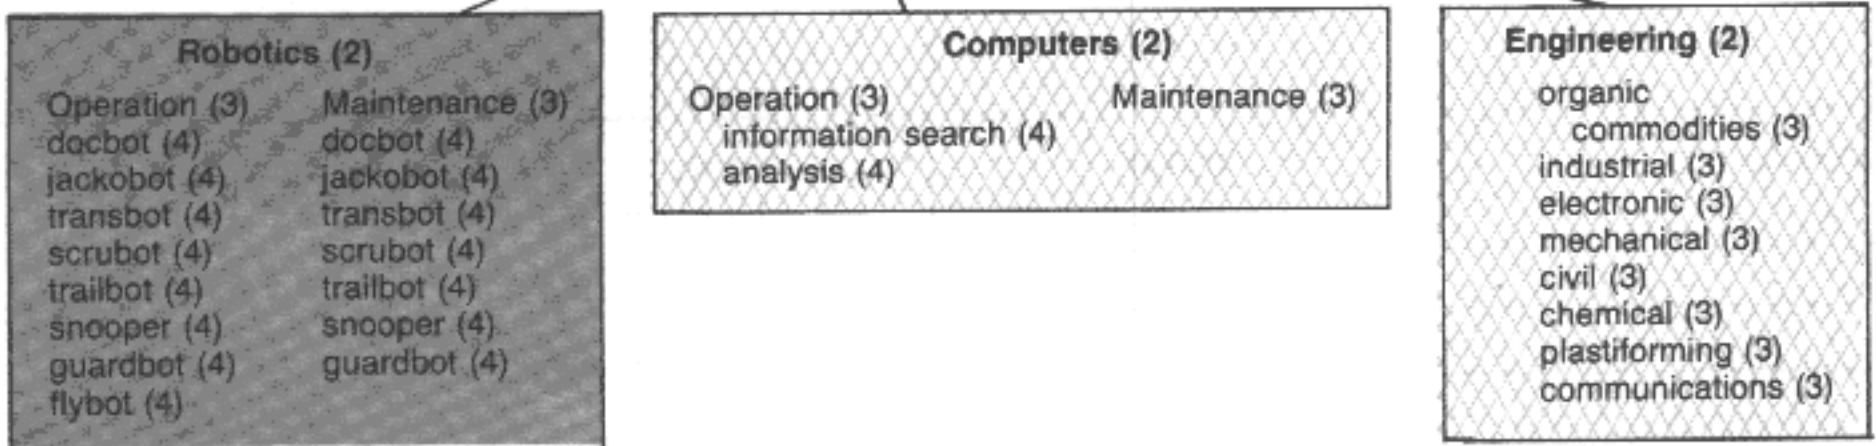 Robotics (2)
Operation (3)
docbot (4)
jackobot (4)
transbot (4)
scrubot (4)
trailbot (4)
snooper (4)
guardbot (4)
flybot (4)
Maintenance (3)
docbot (4)
jackobot (4)
transbot (4)
scrubot (4)
trailbot (4)
snooper (4)
guardbot (4)
Computers (2)
Operation (3)
information search (4)
analysis (4)
Maintenance (3)
Engineering (2)
organic
commodities (3)
industrial (3)
electronic (3)
mechanical (3)
civil (3)
chemical (3)
plastiforming (3)
communications (3)